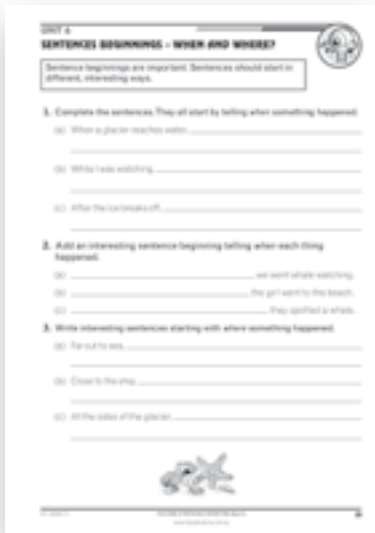 UNIT 6
SENTENCES BEGINNINGS – WHEN AND WHERE?
Sentence beginnings are important. Sentences should start in
different, interesting ways.
1. Complete the sentences. They all start by telling when something happened.
(a) When a glacier reaches water,
(b) While I was watching,
(c) After the ice breaks off,
2. Add an interesting sentence beginning telling when each thing
happened.
(a) we went whale watching.
(b) the girl went to the beach.
(c) they spotted a whale.
3. Write interesting sentences starting with where something happened.
(a) Far out to sea,
(b) Close to the ship,
(c) At the sides of the glacier,